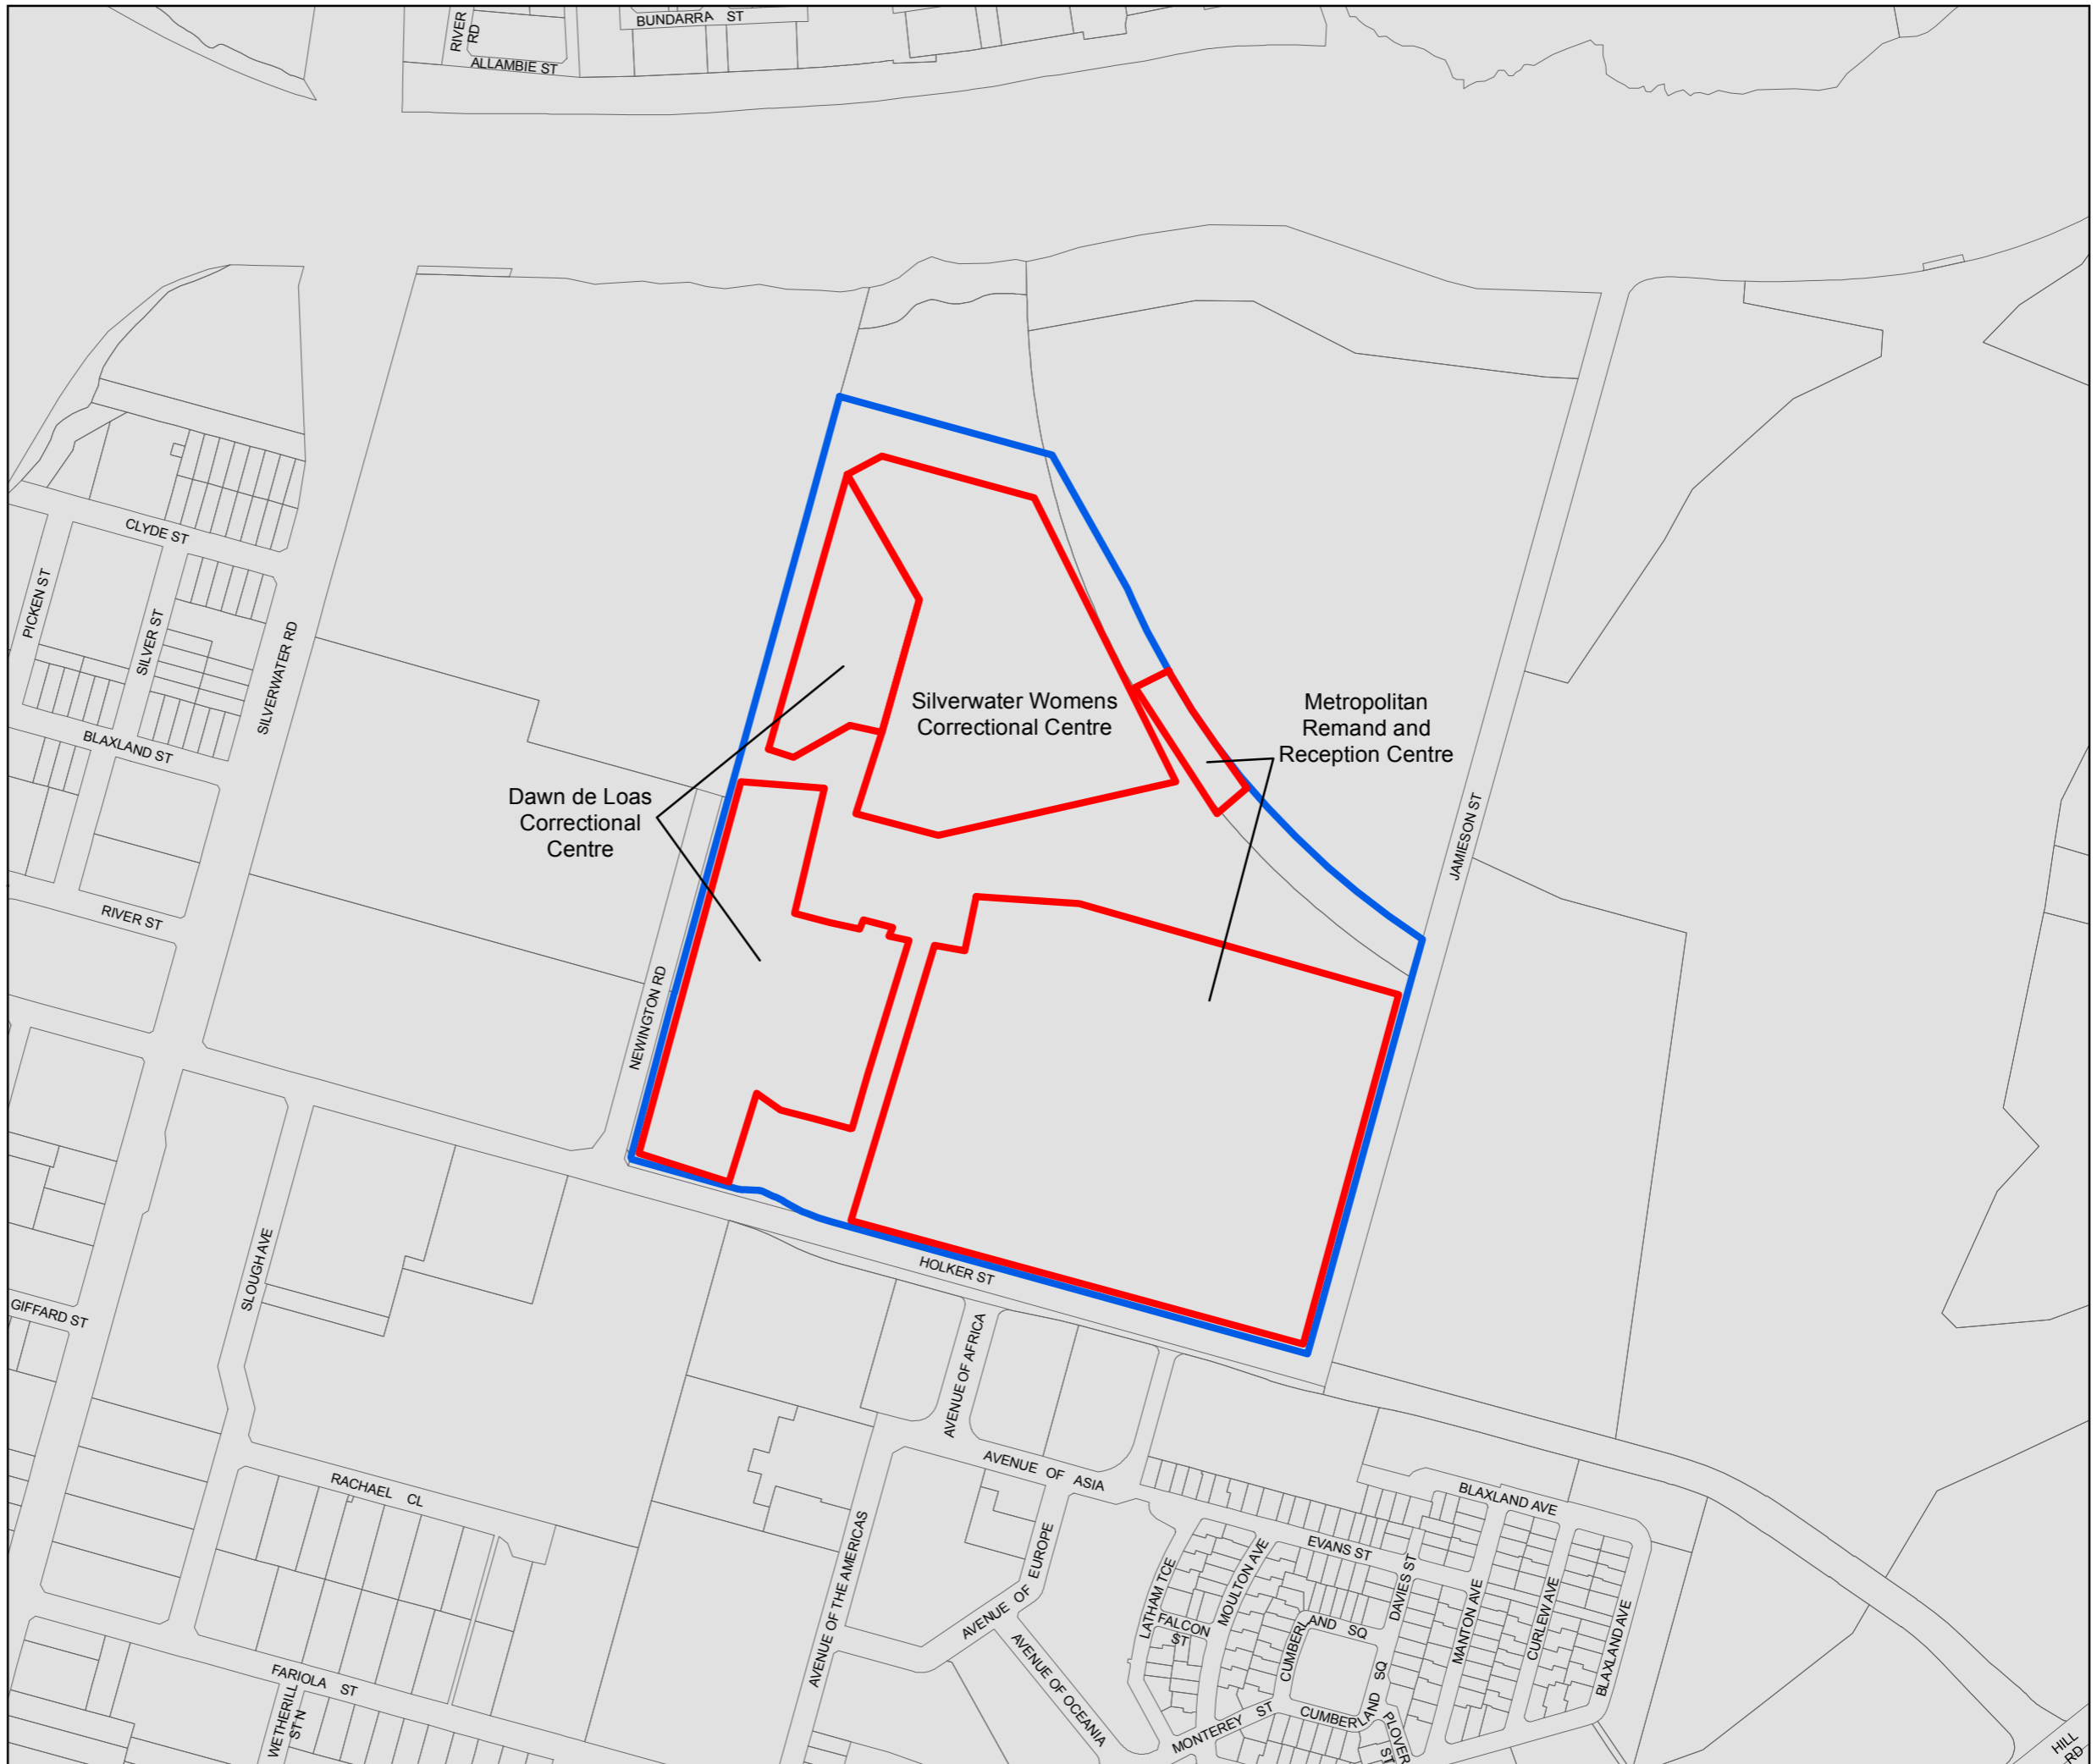 BUNDARRA ST
RIVER
RD
ALLAMBIE ST
CLYDE ST
PICKEN ST
SILVER ST
SILVERWATER RD
BLAXLAND ST
RIVER ST
Silverwater Womens
Correctional Centre
Metropolitan
Remand and
Reception Centre
Dawn de Loas
Correctional
Centre
JAMIESON ST
NEWINGTON RD
HOLKER ST
SLOUGH AVE
GIFFARD ST
AVENUE OF AFRICA
AVENUE OF ASIA
RACHAEL CL
BLAXLAND AVE
AVENUE OF THE AMERICAS
AVENUE OF EUROPE
EVANS ST
LATHAM TCE
MOULTON AVE
DAVIES ST
MANTON AVE
CURLEW AVE
BLAXLAND AVE
FALCON
ST
CUMBERLAND SQ
AVENUE OF OCEANIA
FARIOLA ST
WETHERILL
ST N
MONTEREY ST
CUMBERLAND SQ
PLOVER
ST
HILL
RD